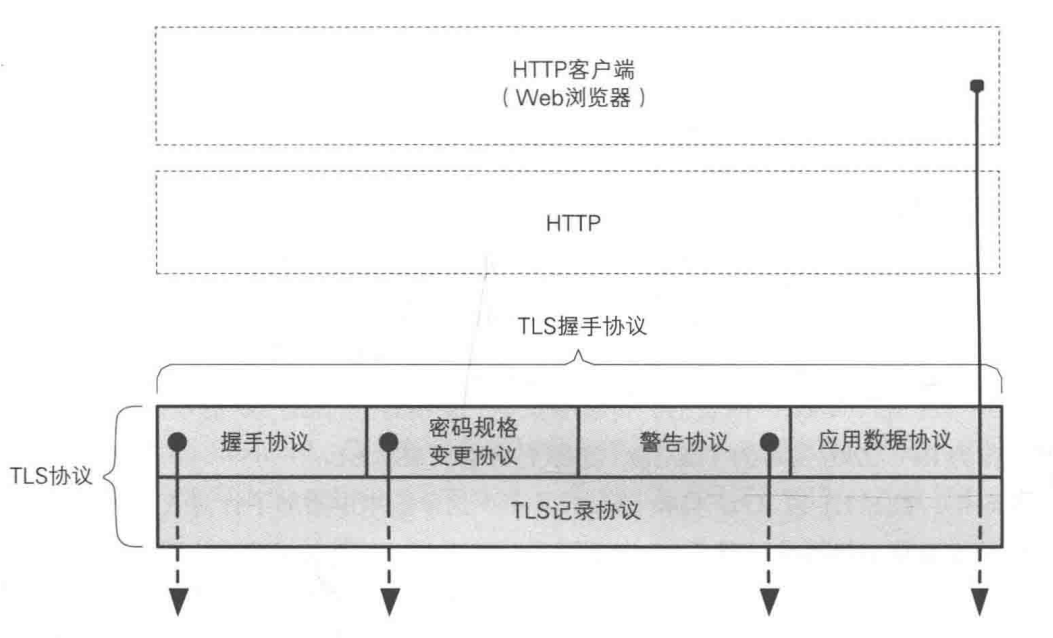 HTTP客户端
（Web浏览器）
HTTP
TLS握手协议
TLS协议
握手协议
密码规格
变更协议
警告协议
应用数据协议
TLS记录协议